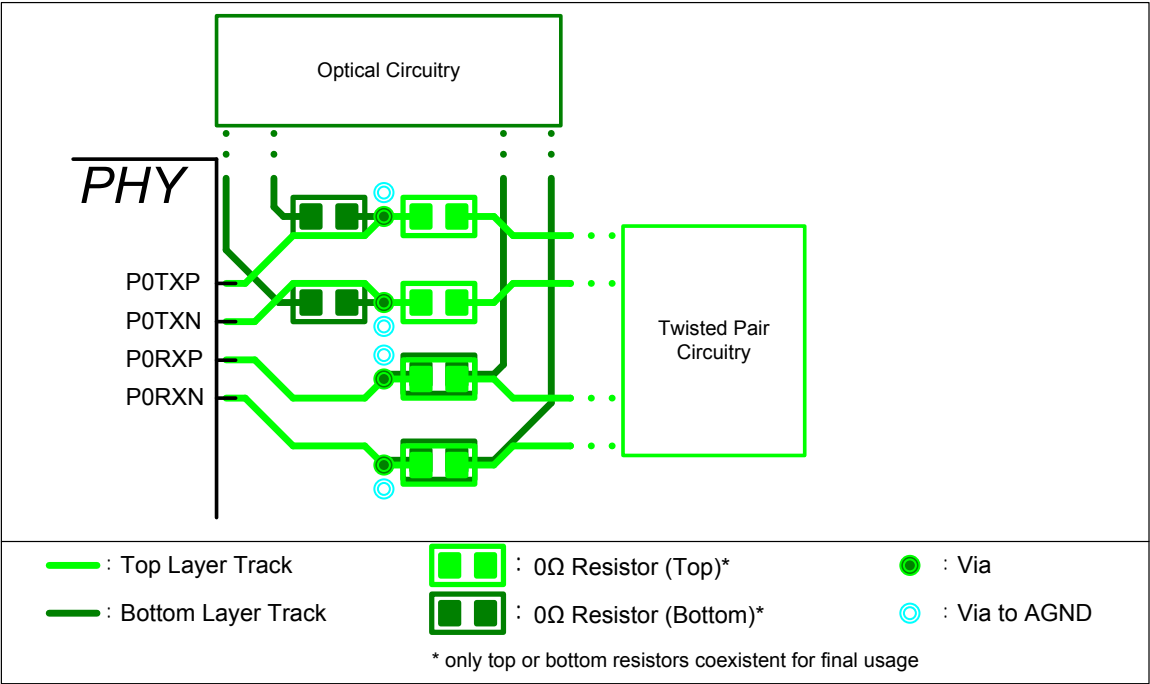 Optical Circuitry
PHY
P0TXP
P0TXN
P0RXP
P0RXN
Twisted Pair
Circuitry
: Top Layer Track
: 0Ω Resistor (Top)*
: Via
: Bottom Layer Track
: 0Ω Resistor (Bottom)*
: Via to AGND
* only top or bottom resistors coexistent for final usage